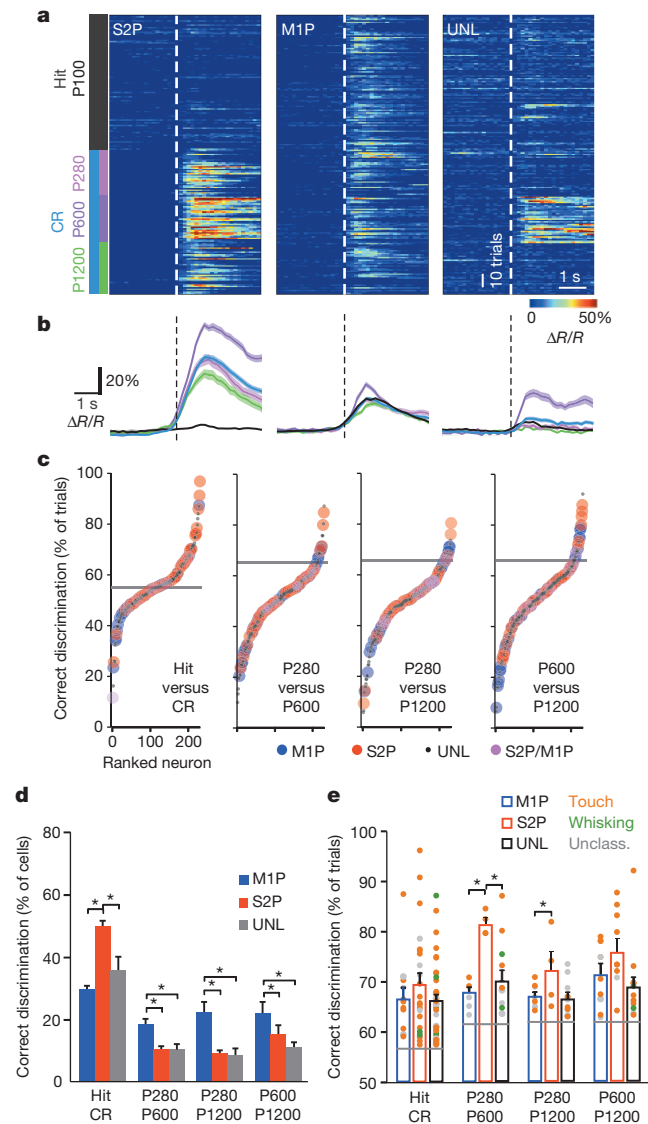 a
S2P
M1P
UNL
Hit
P100
CR
P280
P600
P1200
10 trials
1 s
0
50%
ΔR/R
b
20%
1 s
ΔR/R
c
Correct discrimination (% of trials)
100
80
60
40
20
0
Hit
versus
CR
P280
versus
P600
P280
versus
P1200
P600
versus
P1200
0
100
200
Ranked neuron
M1P
S2P
UNL
S2P/M1P
d
Correct discrimination (% of cells)
80
60
40
20
0
M1P
S2P
UNL
* *
* *
* *
* *
Hit
CR
P280
P600
P280
P1200
P600
P1200
e
M1P
S2P
UNL
Touch
Whisking
Unclass.
Correct discrimination (% of trials)
100
90
80
70
60
50
* *
*
Hit
CR
P280
P600
P280
P1200
P600
P1200